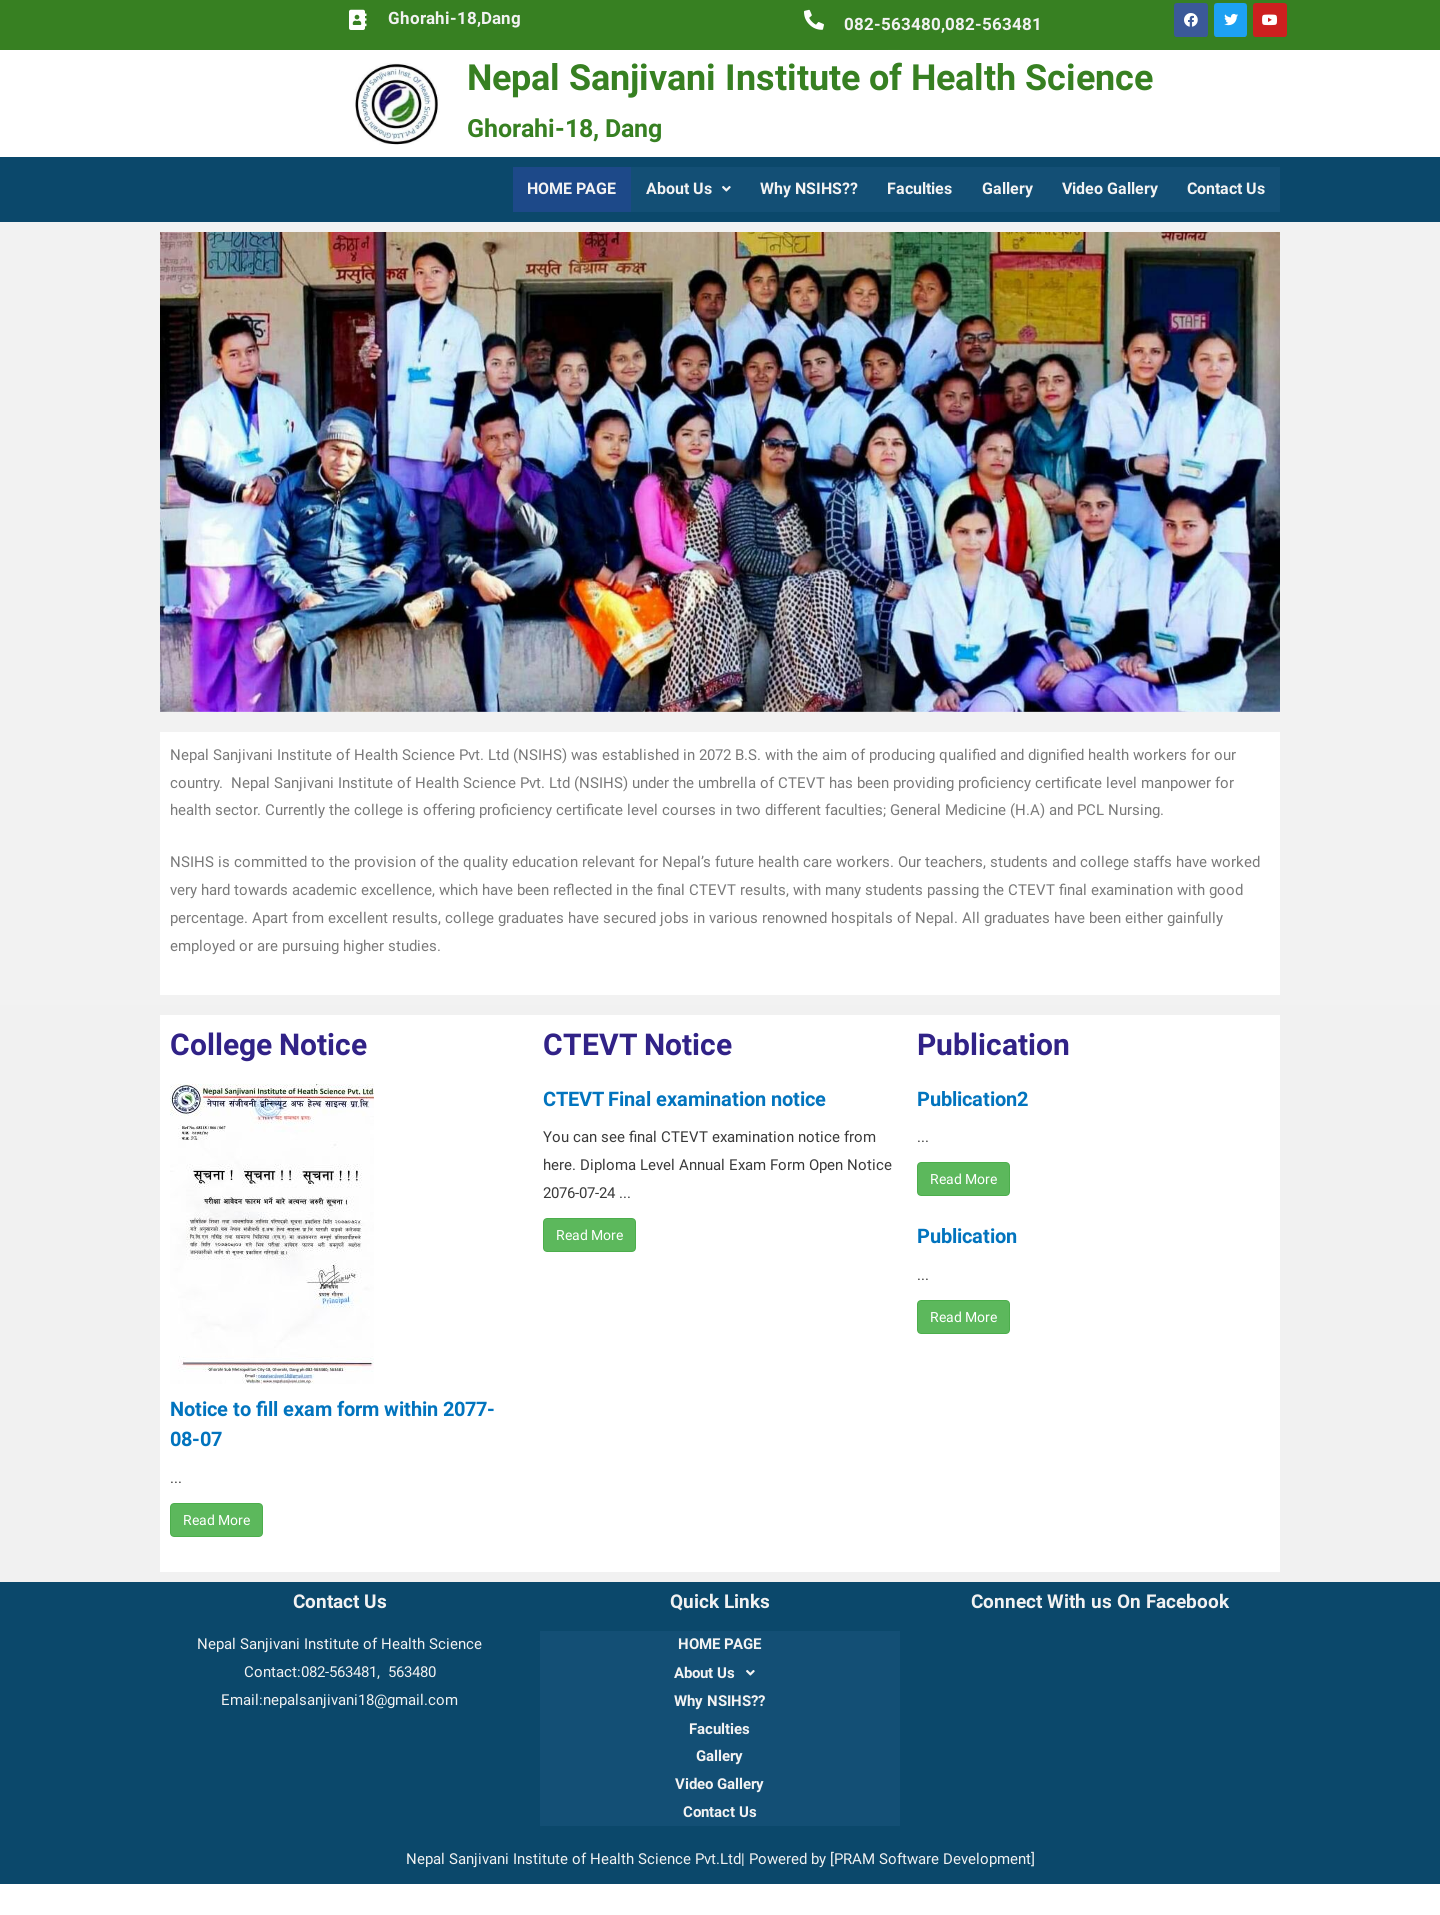 Ghorahi-18,Dang
082-563480,082-563481
Nepal Sanjivani Institute of Health Science
Ghorahi-18, Dang
HOME PAGE
About Us
Why NSIHS??
Faculties
Gallery
Video Gallery
Contact Us
प्रसुति कक्ष
प्रसुति विश्राम कक्ष
STAFF
Nepal Sanjivani Institute of Health Science Pvt. Ltd (NSIHS) was established in 2072 B.S. with the aim of producing qualified and dignified health workers for our
country.  Nepal Sanjivani Institute of Health Science Pvt. Ltd (NSIHS) under the umbrella of CTEVT has been providing proficiency certificate level manpower for
health sector. Currently the college is offering proficiency certificate level courses in two different faculties; General Medicine (H.A) and PCL Nursing.
NSIHS is committed to the provision of the quality education relevant for Nepal’s future health care workers. Our teachers, students and college staffs have worked
very hard towards academic excellence, which have been reflected in the final CTEVT results, with many students passing the CTEVT final examination with good
percentage. Apart from excellent results, college graduates have secured jobs in various renowned hospitals of Nepal. All graduates have been either gainfully
employed or are pursuing higher studies.
College Notice
Nepal Sanjivani Institute of Heath Science Pvt. Ltd
नेपाल संजीवनी इन्स्टिच्यूट अफ हेल्थ साइन्स प्रा.लि
सूचना ! सूचना !! सूचना !!!
परीक्षा आवेदन फारम भर्ने बारे अत्यन्त जरुरी सूचना ।
Principal
Notice to fill exam form within 2077-
08-07
...
Read More
CTEVT Notice
CTEVT Final examination notice
You can see final CTEVT examination notice from
here. Diploma Level Annual Exam Form Open Notice
2076-07-24 ...
Read More
Publication
Publication2
...
Read More
Publication
...
Read More
Contact Us
Nepal Sanjivani Institute of Health Science
Contact:082-563481,  563480
Email:nepalsanjivani18@gmail.com
Quick Links
HOME PAGE
About Us
Why NSIHS??
Faculties
Gallery
Video Gallery
Contact Us
Connect With us On Facebook
Nepal Sanjivani Institute of Health Science Pvt.Ltd| Powered by [PRAM Software Development]